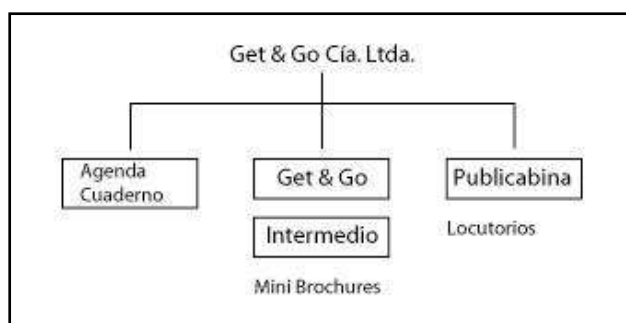 Get & Go Cía. Ltda.
Agenda
Cuaderno
Get & Go
Publicabina
Intermedio
Locutorios
Mini Brochures